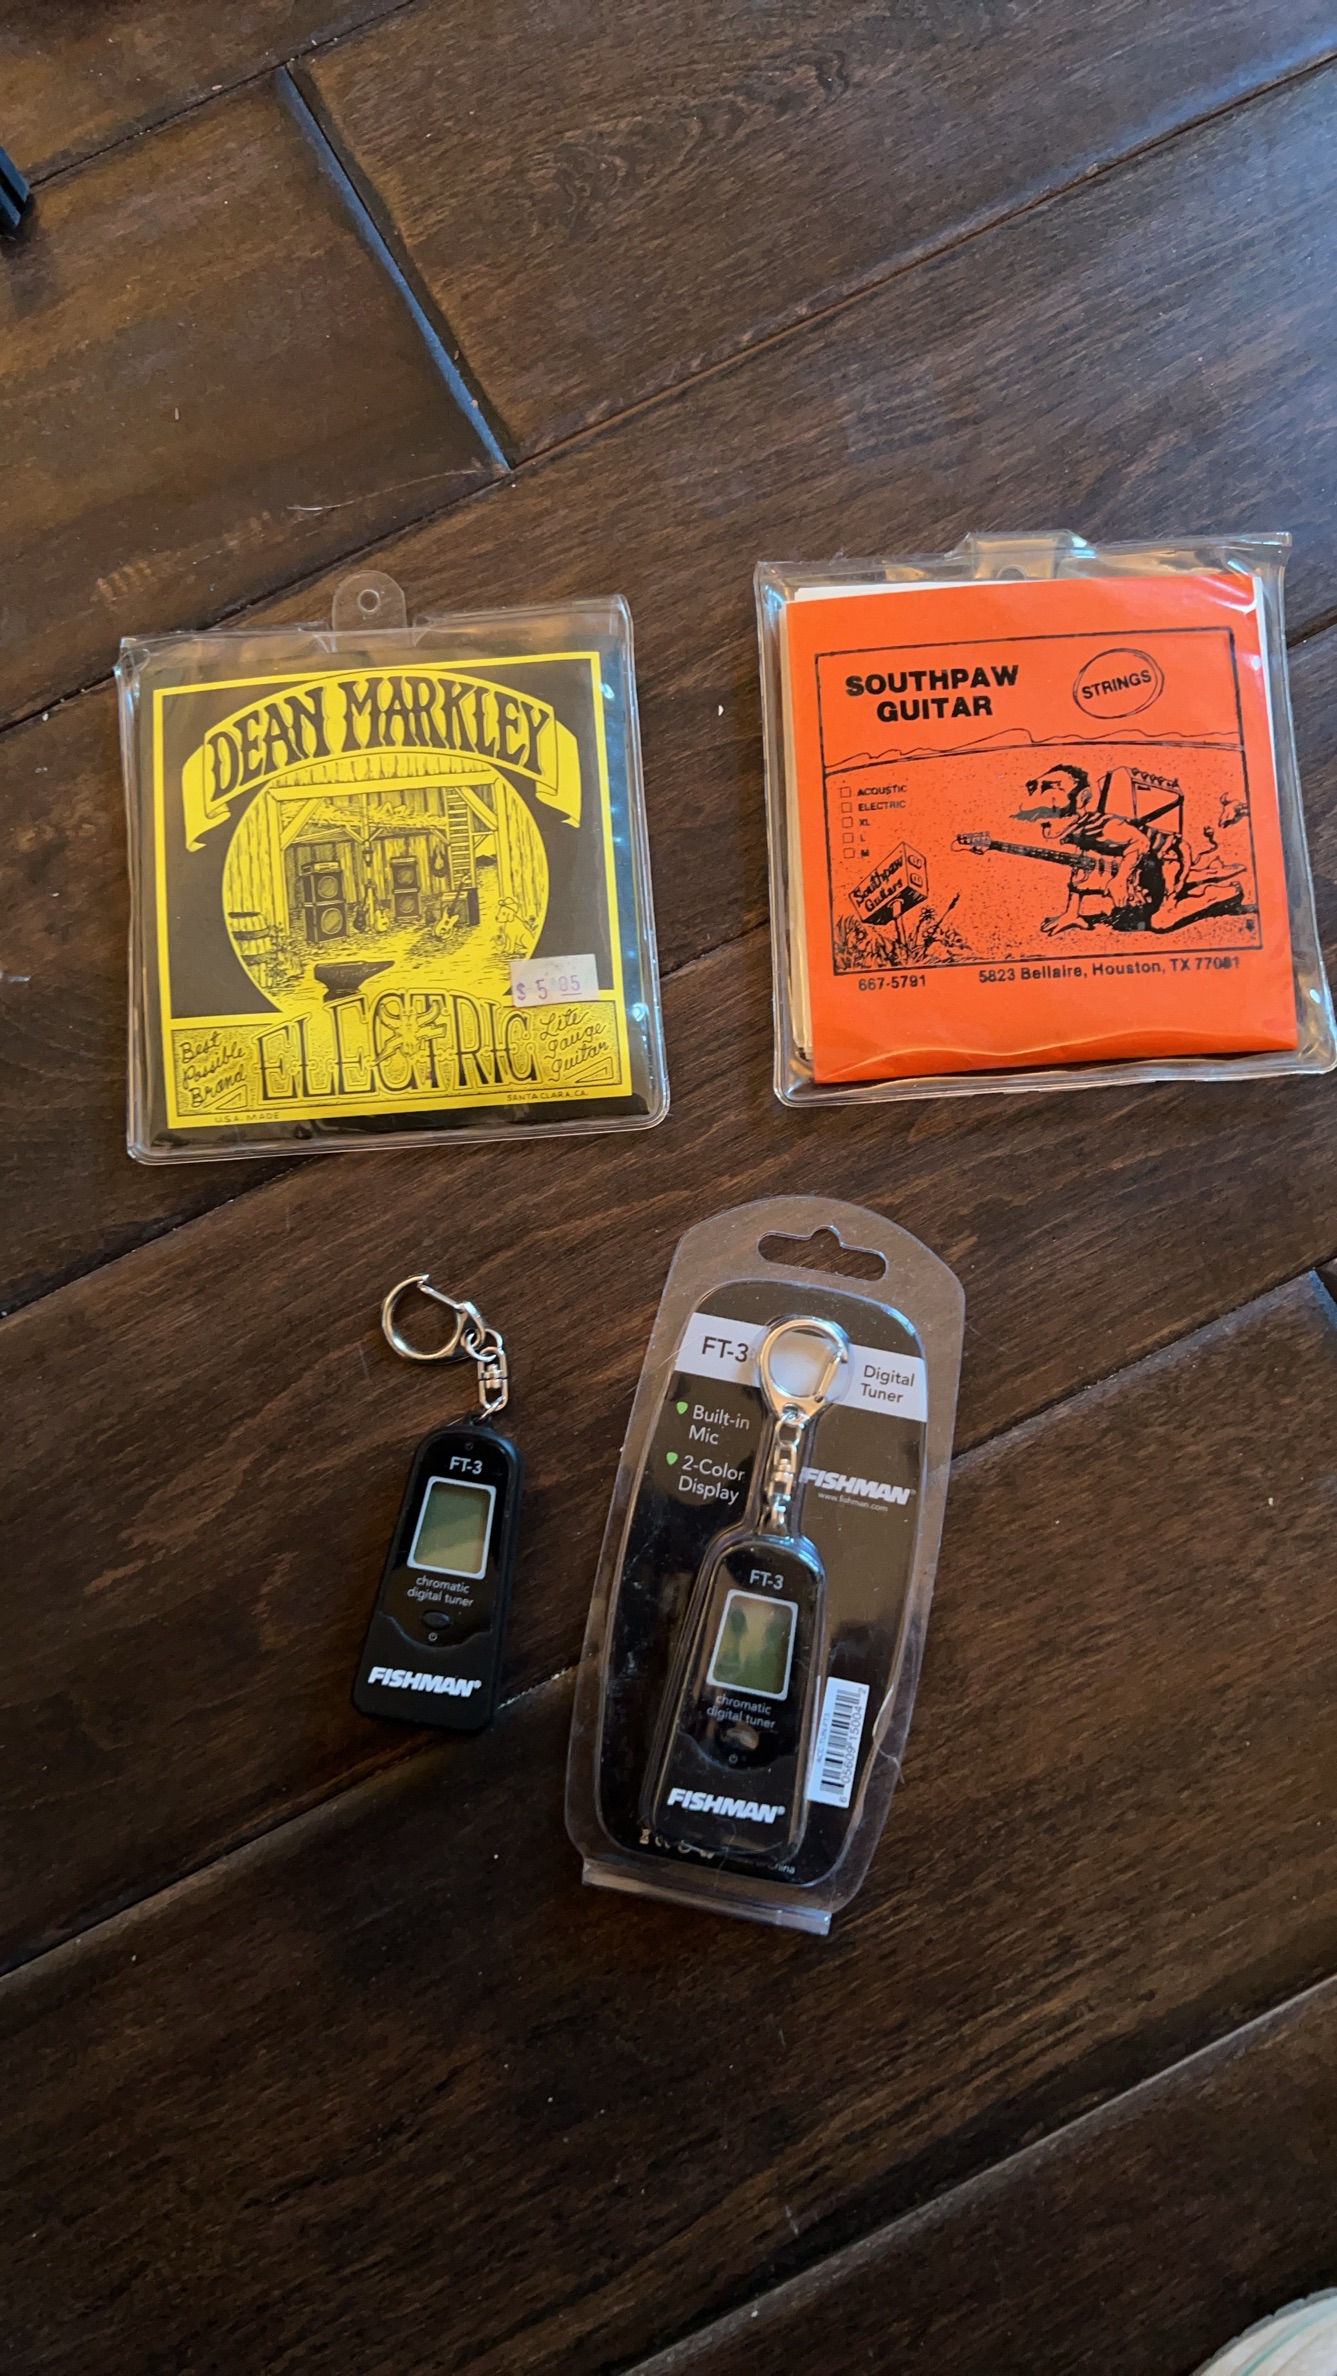 DEAN MARKLEY
$ 5.95
Best
Possible
Brand
ELECTRIC
Lite
gauge
guitar
U.S.A. MADE
SANTA CLARA, CA.
SOUTHPAW
GUITAR
STRINGS
ACOUSTIC
ELECTRIC
XL
L
M
Southpaw
Guitars
667-5791
5823 Bellaire, Houston, TX 77081
FT-3
chromatic
digital tuner
FISHMAN®
FT-3
Digital
Tuner
Built-in
Mic
2-Color
Display
FISHMAN®
www.fishman.com
FT-3
chromatic
digital tuner
FISHMAN®
China